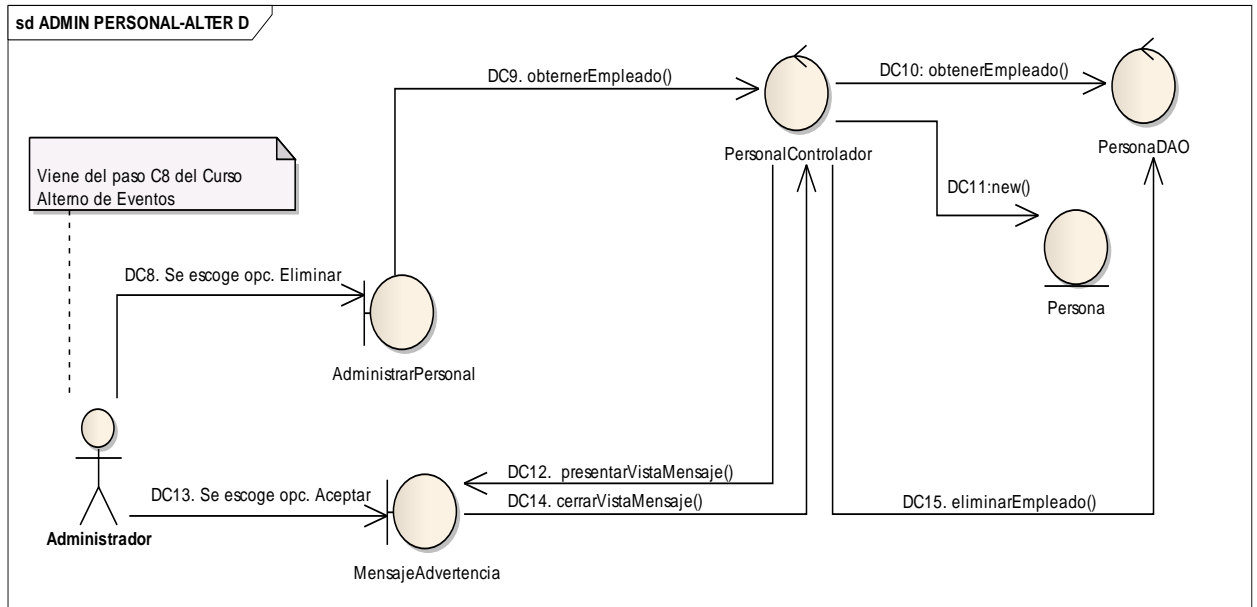 sd ADMIN PERSONAL-ALTER D
DC9. obternerEmpleado()
DC10: obtenerEmpleado()
PersonalControlador
PersonaDAO
Viene del paso C8 del Curso
Alterno de Eventos
DC11:new()
DC8. Se escoge opc. Eliminar
Persona
AdministrarPersonal
DC12.  presentarVistaMensaje()
DC13. Se escoge opc. Aceptar
DC14. cerrarVistaMensaje()
DC15. eliminarEmpleado()
Administrador
MensajeAdvertencia